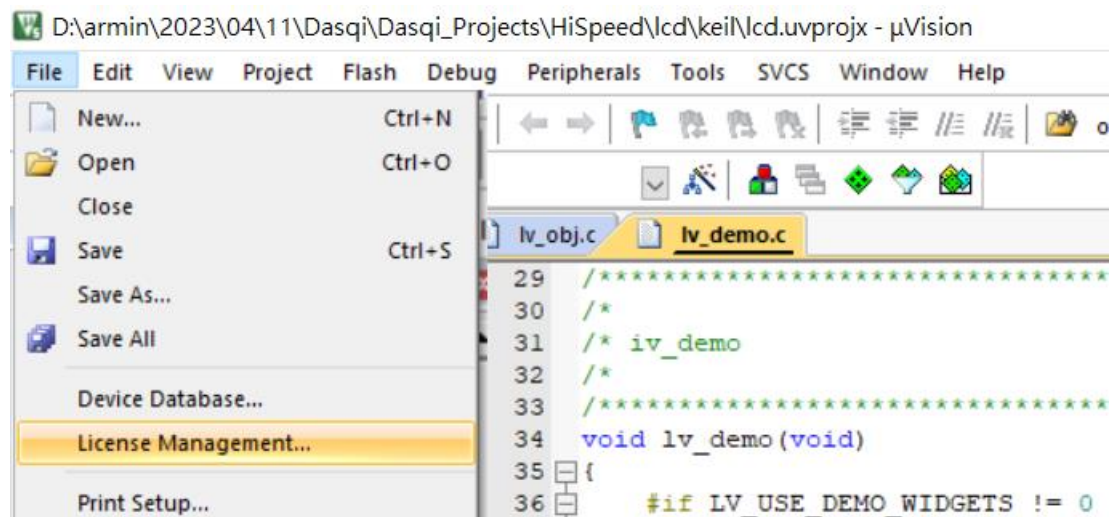 D:\armin\2023\04\11\Dasqi\Dasqi_Projects\HiSpeed\lcd\keil\lcd.uvprojx - µVision
File Edit View Project Flash Debug Peripherals Tools SVCS Window Help
New... Ctrl+N
Open Ctrl+O
Close
Save Ctrl+S
Save As...
Save All
Device Database...
License Management...
Print Setup...
lv_obj.c lv_demo.c
29 /*********************************
30 /*
31 /* iv_demo
32 /*
33 /*********************************
34 void lv_demo(void)
35 {
36 #if LV_USE_DEMO_WIDGETS != 0